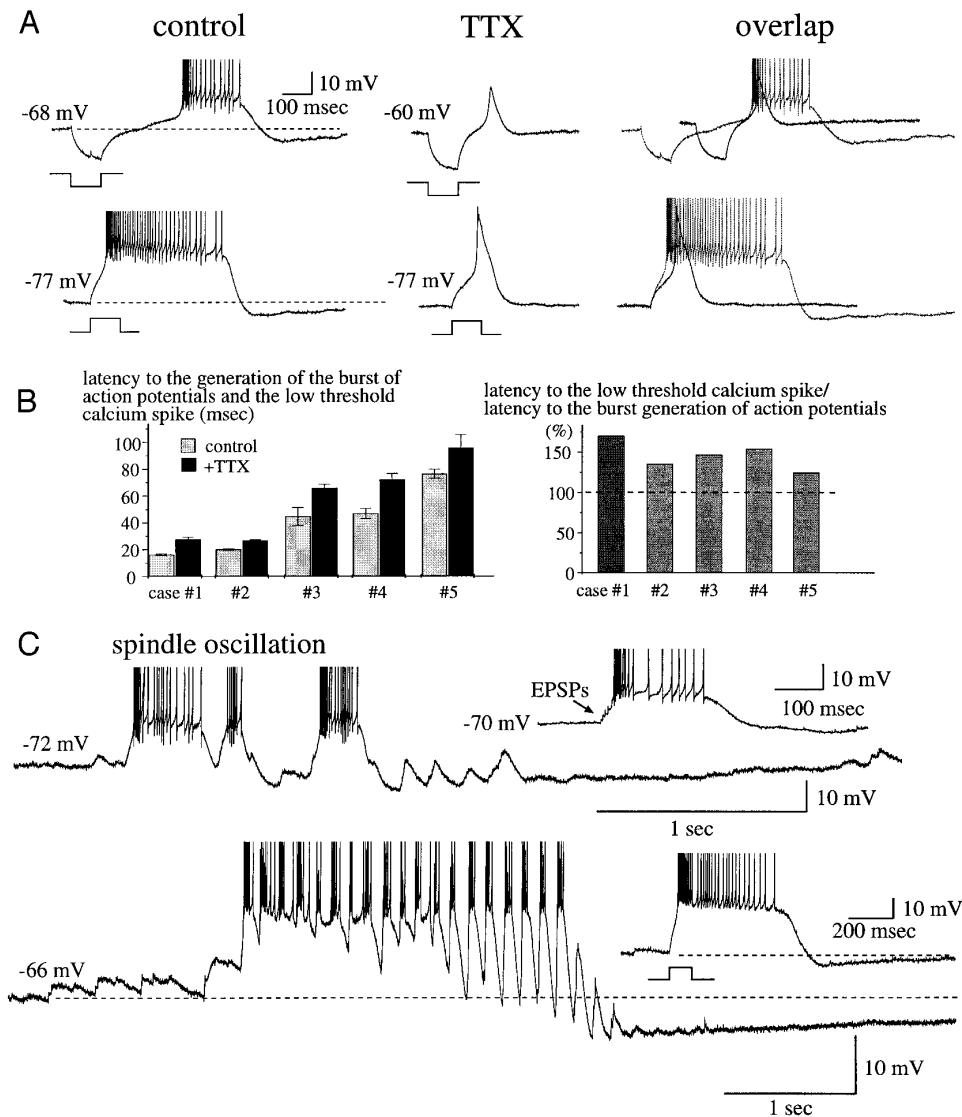 A
control
TTX
overlap
10 mV
100 msec
-68 mV
-60 mV
-77 mV
-77 mV
B
latency to the generation of the burst of
action potentials and the low threshold
calcium spike (msec)
100
80
60
40
20
0
control
+TTX
case #1 #2 #3 #4 #5
latency to the low threshold calcium spike/
latency to the burst generation of action potentials
(%)
150
100
50
0
case #1 #2 #3 #4 #5
C
spindle oscillation
-72 mV
EPSPs
-70 mV
10 mV
100 msec
10 mV
1 sec
-66 mV
10 mV
200 msec
10 mV
1 sec